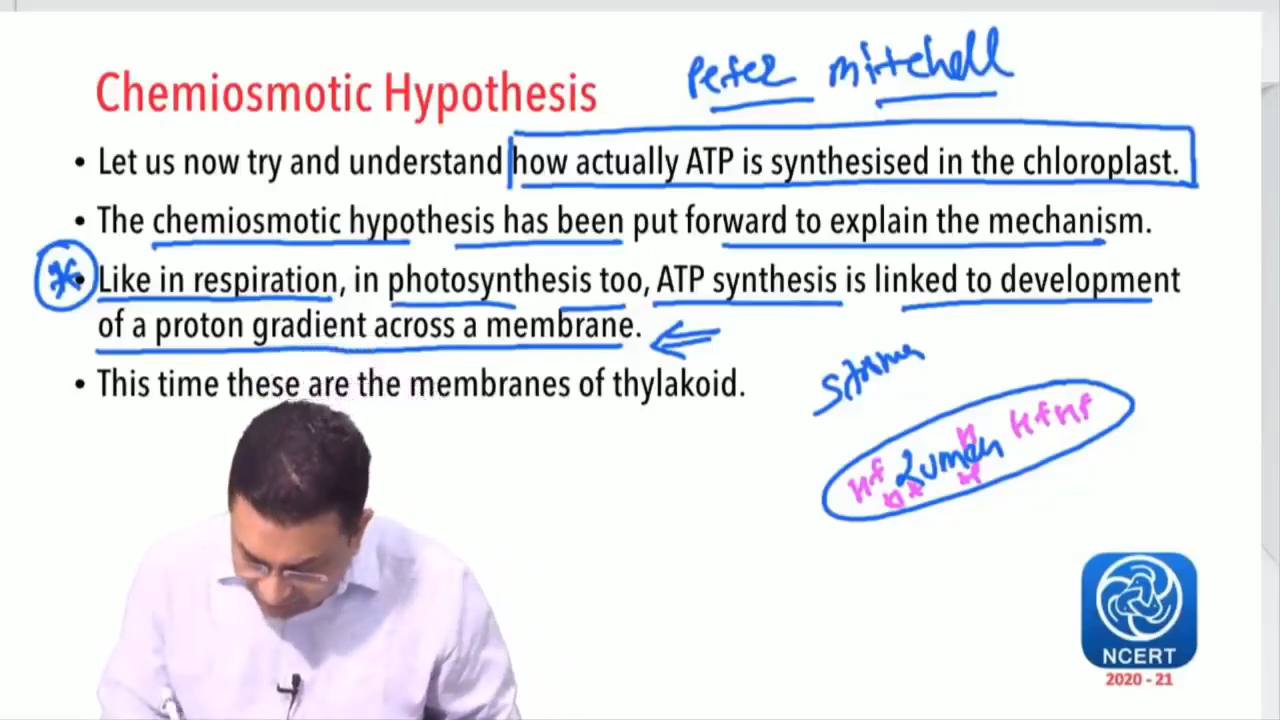 Peter Mitchell
Chemiosmotic Hypothesis
• Let us now try and understand how actually ATP is synthesised in the chloroplast.
• The chemiosmotic hypothesis has been put forward to explain the mechanism.
• Like in respiration, in photosynthesis too, ATP synthesis is linked to development
of a proton gradient across a membrane.
• This time these are the membranes of thylakoid.
Stroma
Lumen
H+ H+ H+
NCERT
2020 - 21